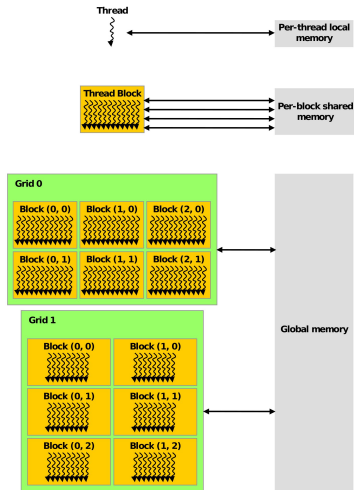 Thread
Per-thread local
memory
Thread Block
Per-block shared
memory
Grid 0
Block (0, 0) Block (1, 0) Block (2, 0)
Block (0, 1) Block (1, 1) Block (2, 1)
Global memory
Grid 1
Block (0, 0) Block (1, 0)
Block (0, 1) Block (1, 1)
Block (0, 2) Block (1, 2)